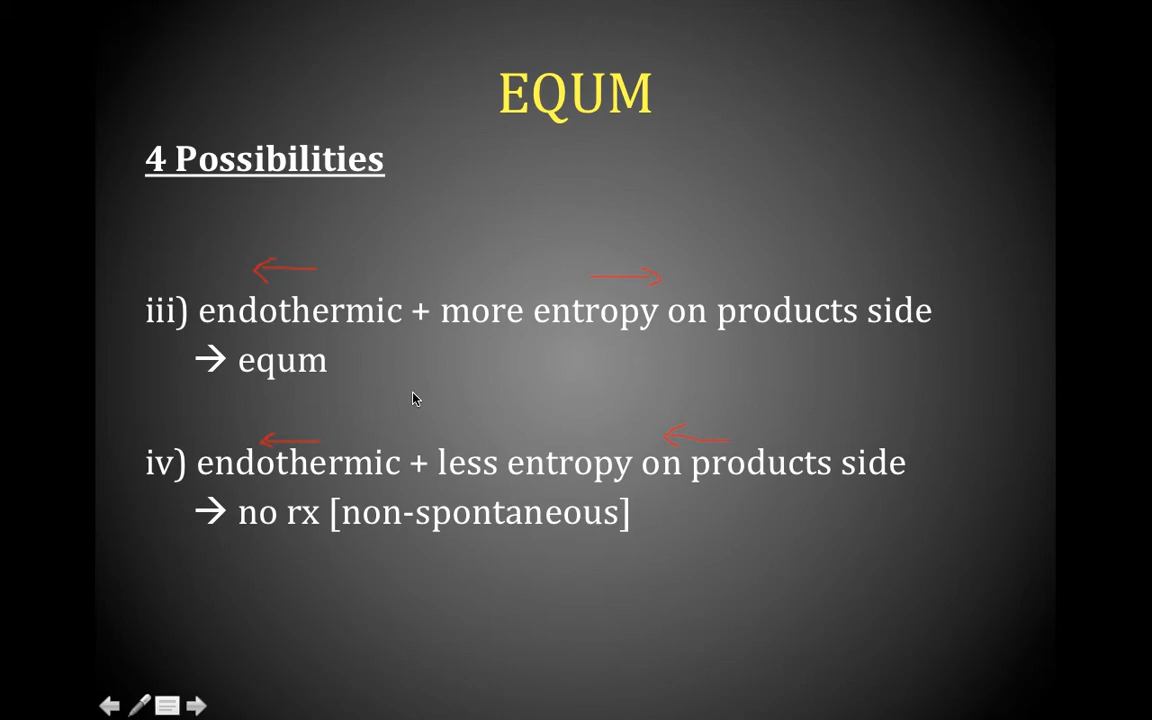 EQUM
4 Possibilities
iii) endothermic + more entropy on products side
→ equm
iv) endothermic + less entropy on products side
→ no rx [non-spontaneous]